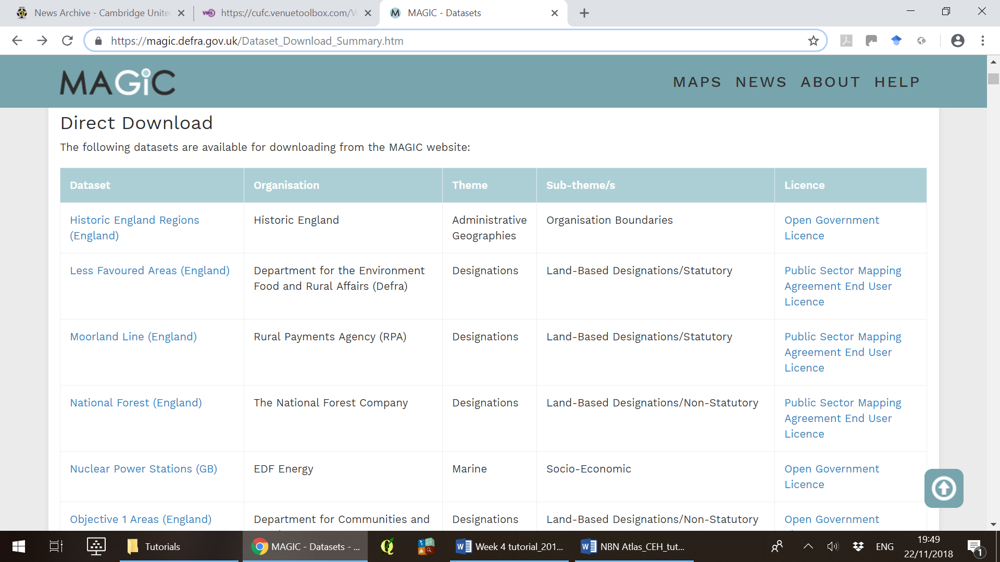 News Archive - Cambridge Unite
VMS
https://cufc.venuetoolbox.com/V
M
MAGIC - Datasets
https://magic.defra.gov.uk/Dataset_Download_Summary.htm
MAGiC
MAPS NEWS ABOUT HELP
Direct Download
The following datasets are available for downloading from the MAGIC website:
Dataset Organisation Theme Sub-theme/s Licence
Historic England Regions Historic England Administrative Organisation Boundaries Open Government
(England) Geographies Licence
Less Favoured Areas (England) Department for the Environment Designations Land-Based Designations/Statutory Public Sector Mapping
Food and Rural Affairs (Defra) Agreement End User
Licence
Moorland Line (England) Rural Payments Agency (RPA) Designations Land-Based Designations/Statutory Public Sector Mapping
Agreement End User
Licence
National Forest (England) The National Forest Company Designations Land-Based Designations/Non-Statutory Public Sector Mapping
Agreement End User
Licence
Nuclear Power Stations (GB) EDF Energy Marine Socio-Economic Open Government
Licence
Objective 1 Areas (England) Department for Communities and Designations Land-Based Designations/Non-Statutory Open Government
Tutorials
MAGIC - Datasets - ...
Week 4 tutorial_201...
NBN Atlas_CEH_tut...
ENG
19:49
22/11/2018
1